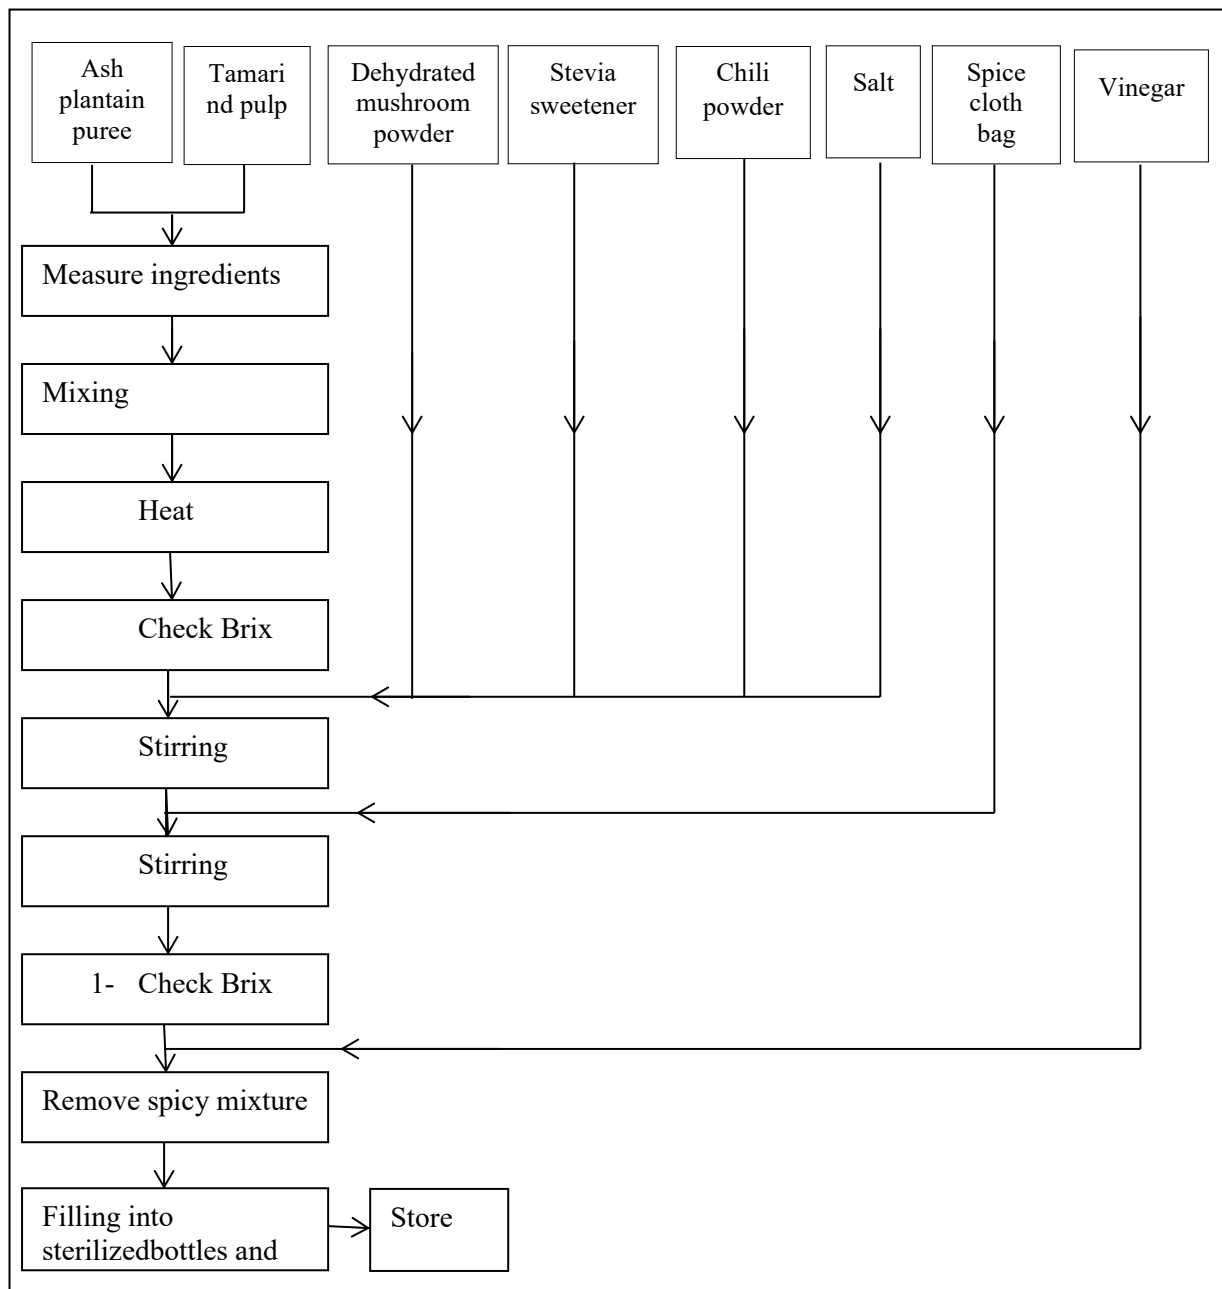 Ash
plantain
puree
Tamari
nd pulp
Dehydrated
mushroom
powder
Stevia
sweetener
Chili
powder
Salt
Spice
cloth
bag
Vinegar
Measure ingredients
Mixing
Heat
Check Brix
Stirring
Stirring
1- Check Brix
Remove spicy mixture
Filling into
sterilizedbottles and
Store